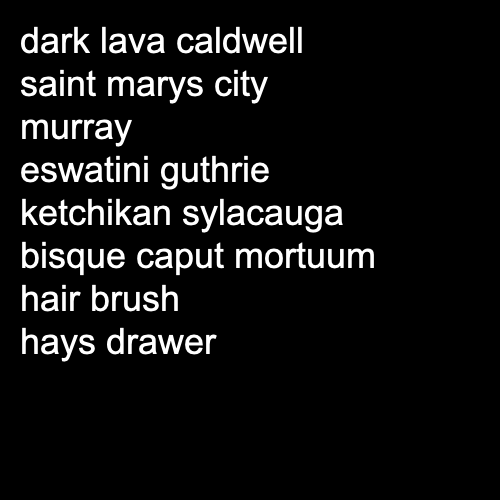 dark lava caldwell
saint marys city
murray
eswatini guthrie
ketchikan sylacauga
bisque caput mortuum
hair brush
hays drawer